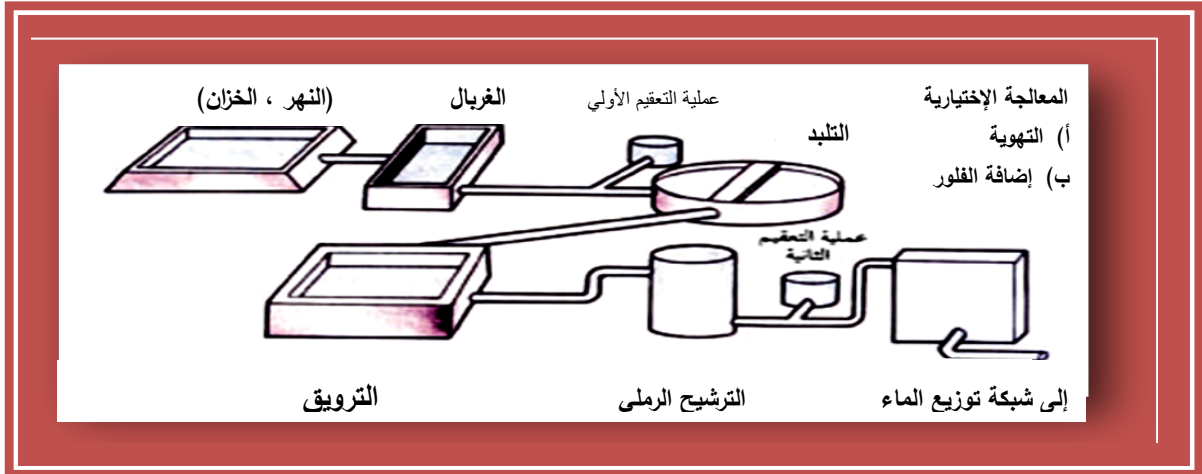 المعالجة الإختيارية
عملية التعقيم الأولي
الغربال
(النهر ، الخزان)
أ) التهوية
التلبد
ب) إضافة الفلور
عملية التعقيم
الثانية
إلى شبكة توزيع الماء
الترشيح الرملي
الترويق